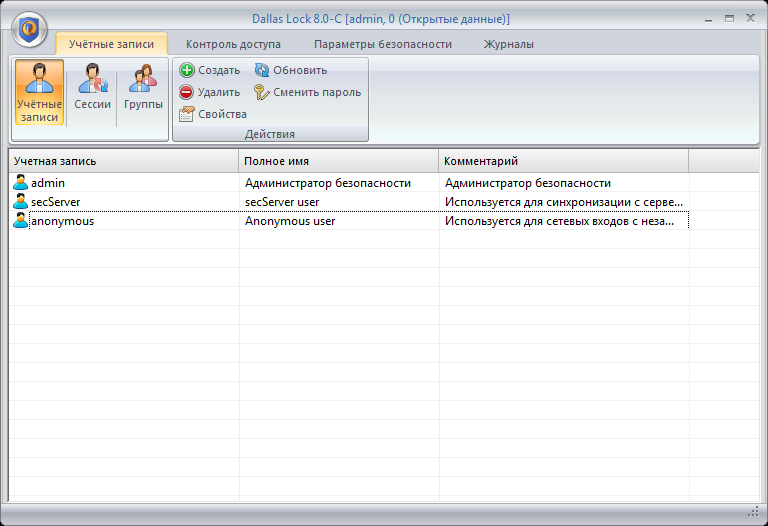 Dallas Lock 8.0-C [admin, 0 (Открытые данные)]
Учётные записи Контроль доступа Параметры безопасности Журналы
Учётные записи
Сессии
Группы
Создать Обновить
Удалить Сменить пароль
Свойства
Действия
Учетная запись Полное имя Комментарий
admin Администратор безопасности Администратор безопасности
secServer secServer user Используется для синхронизации с серве...
anonymous Anonymous user Используется для сетевых входов с неза...